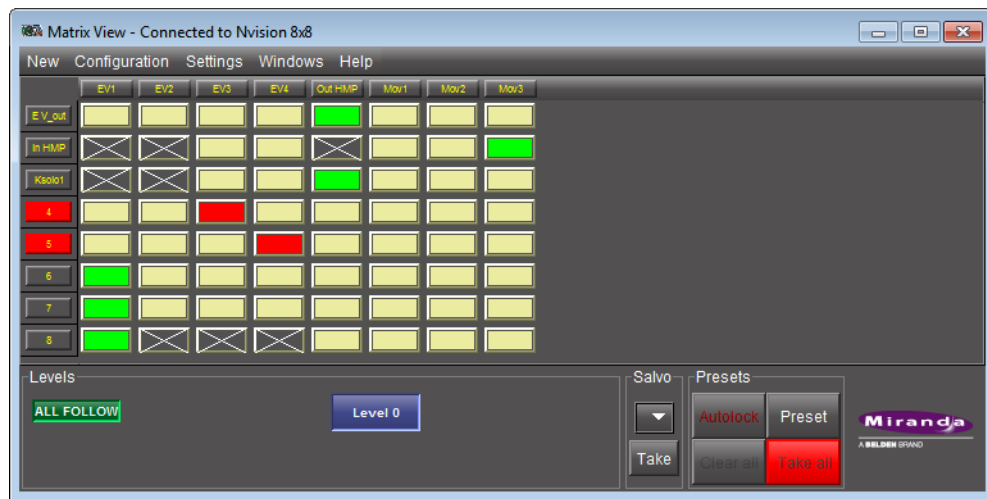 Matrix View - Connected to Nvision 8x8
New Configuration Settings Windows Help
EV1 EV2 EV3 EV4 Out HMP Mov1 Mov2 Mov3
E V_out
In HMP
Ksolo1
4
5
6
7
8
Levels
ALL FOLLOW
Level 0
Salvo
Take
Presets
Autolock Preset
Clear all Take all
Miranda
A BELDEN BRAND